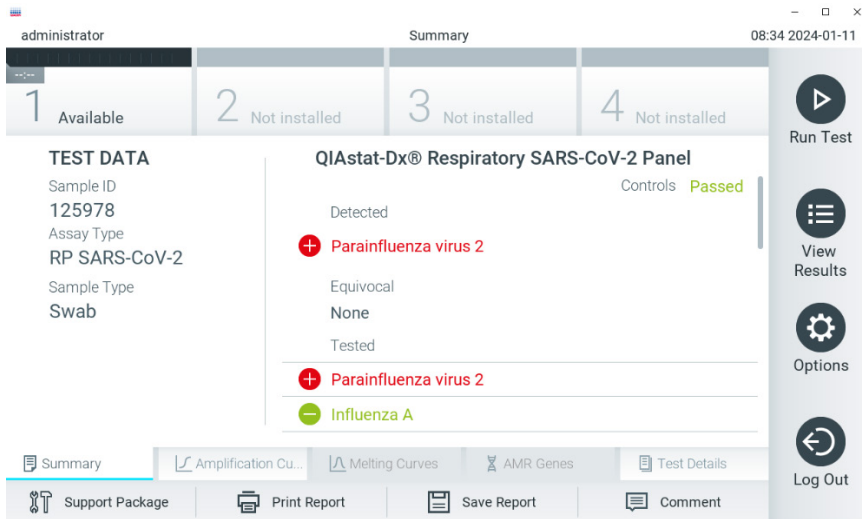 administrator
Summary
08:34 2024-01-11
--:--
1 Available
2 Not installed
3 Not installed
4 Not installed
Run Test
TEST DATA
Sample ID
125978
Assay Type
RP SARS-CoV-2
Sample Type
Swab
QIAstat-Dx® Respiratory SARS-CoV-2 Panel
Controls Passed
Detected
Parainfluenza virus 2
Equivocal
None
Tested
Parainfluenza virus 2
Influenza A
View
Results
Options
Log Out
Summary
Amplification Cu...
Melting Curves
AMR Genes
Test Details
Support Package
Print Report
Save Report
Comment